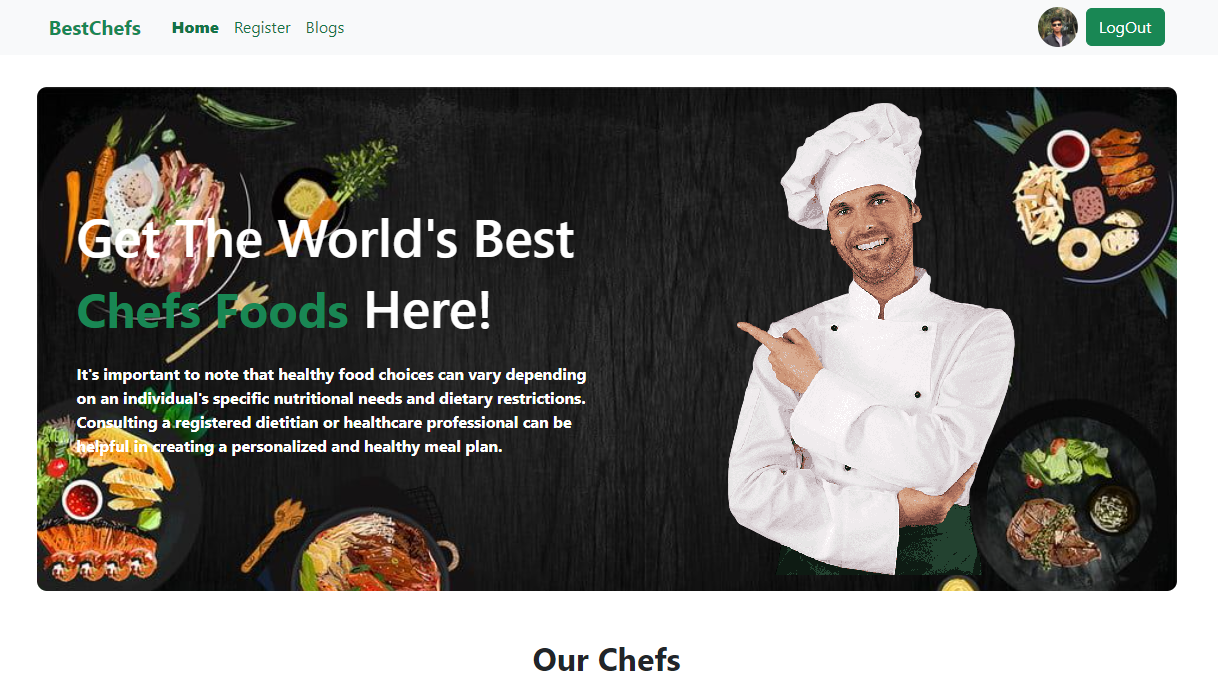 BestChefs Home Register Blogs LogOut
Get The World's Best
Chefs Foods Here!
It's important to note that healthy food choices can vary depending
on an individual's specific nutritional needs and dietary restrictions.
Consulting a registered dietitian or healthcare professional can be
helpful in creating a personalized and healthy meal plan.
Our Chefs